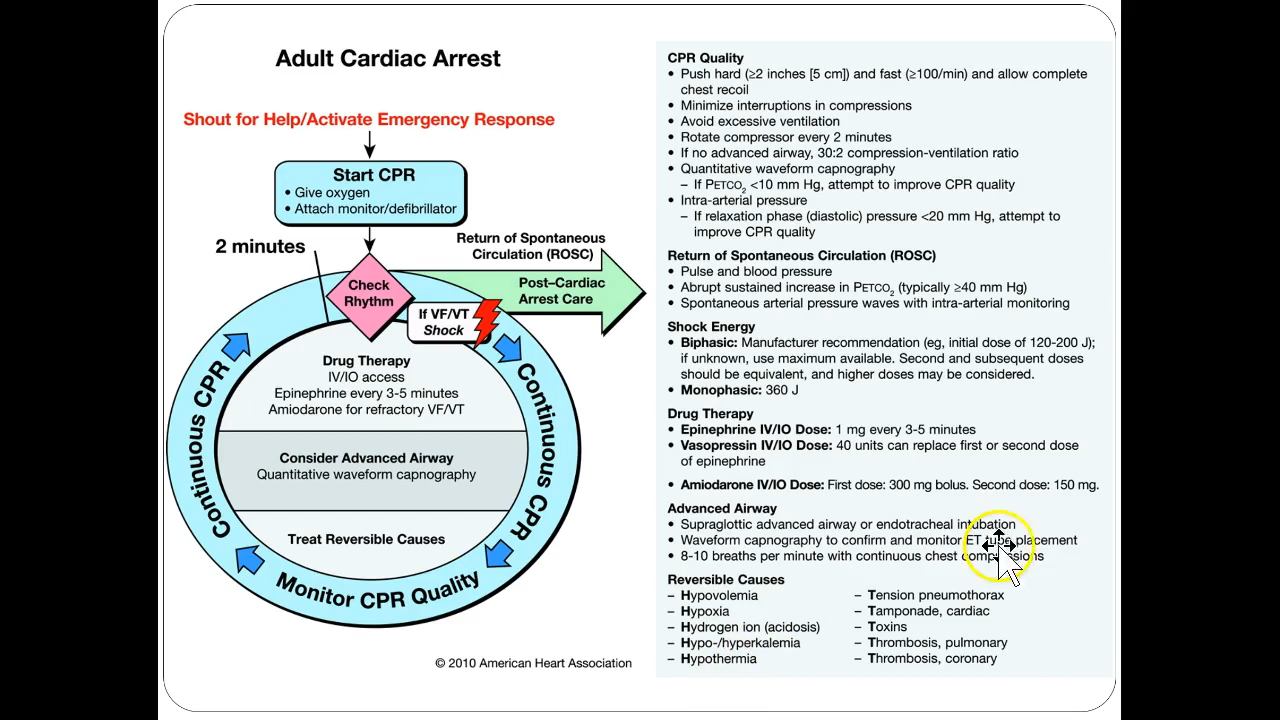 Adult Cardiac Arrest
Shout for Help/Activate Emergency Response
Start CPR
• Give oxygen
• Attach monitor/defibrillator
2 minutes
Return of Spontaneous
Circulation (ROSC)
Check
Rhythm
Post–Cardiac
Arrest Care
If VF/VT
Shock
Drug Therapy
IV/IO access
Epinephrine every 3-5 minutes
Amiodarone for refractory VF/VT
Consider Advanced Airway
Quantitative waveform capnography
Treat Reversible Causes
Continuous CPR
Continuous CPR
Monitor CPR Quality
© 2010 American Heart Association
CPR Quality
• Push hard (≥2 inches [5 cm]) and fast (≥100/min) and allow complete
chest recoil
• Minimize interruptions in compressions
• Avoid excessive ventilation
• Rotate compressor every 2 minutes
• If no advanced airway, 30:2 compression-ventilation ratio
• Quantitative waveform capnography
– If PETCO2 <10 mm Hg, attempt to improve CPR quality
• Intra-arterial pressure
– If relaxation phase (diastolic) pressure <20 mm Hg, attempt to
improve CPR quality
Return of Spontaneous Circulation (ROSC)
• Pulse and blood pressure
• Abrupt sustained increase in PETCO2 (typically ≥40 mm Hg)
• Spontaneous arterial pressure waves with intra-arterial monitoring
Shock Energy
• Biphasic: Manufacturer recommendation (eg, initial dose of 120-200 J);
if unknown, use maximum available. Second and subsequent doses
should be equivalent, and higher doses may be considered.
• Monophasic: 360 J
Drug Therapy
• Epinephrine IV/IO Dose: 1 mg every 3-5 minutes
• Vasopressin IV/IO Dose: 40 units can replace first or second dose
of epinephrine
• Amiodarone IV/IO Dose: First dose: 300 mg bolus. Second dose: 150 mg.
Advanced Airway
• Supraglottic advanced airway or endotracheal intubation
• Waveform capnography to confirm and monitor ET tube placement
• 8-10 breaths per minute with continuous chest compressions
Reversible Causes
– Hypovolemia
– Hypoxia
– Hydrogen ion (acidosis)
– Hypo-/hyperkalemia
– Hypothermia
– Tension pneumothorax
– Tamponade, cardiac
– Toxins
– Thrombosis, pulmonary
– Thrombosis, coronary